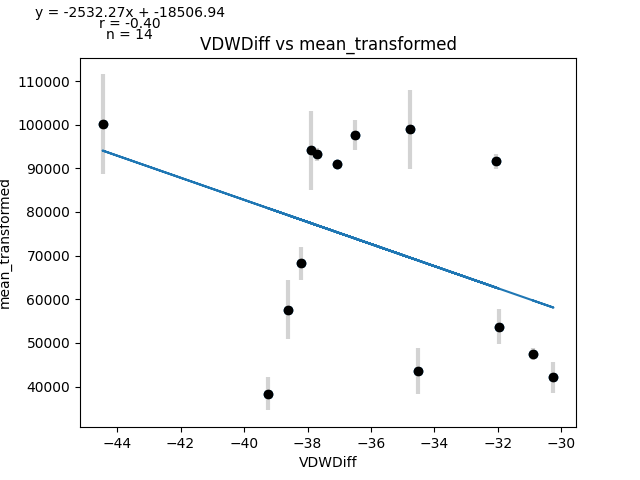 y = -2532.27x + -18506.94
r = -0.40
n = 14
VDWDiff vs mean_transformed
110000
100000
90000
80000
70000
60000
50000
40000
mean_transformed
−44
−42
−40
−38
−36
−34
−32
−30
VDWDiff